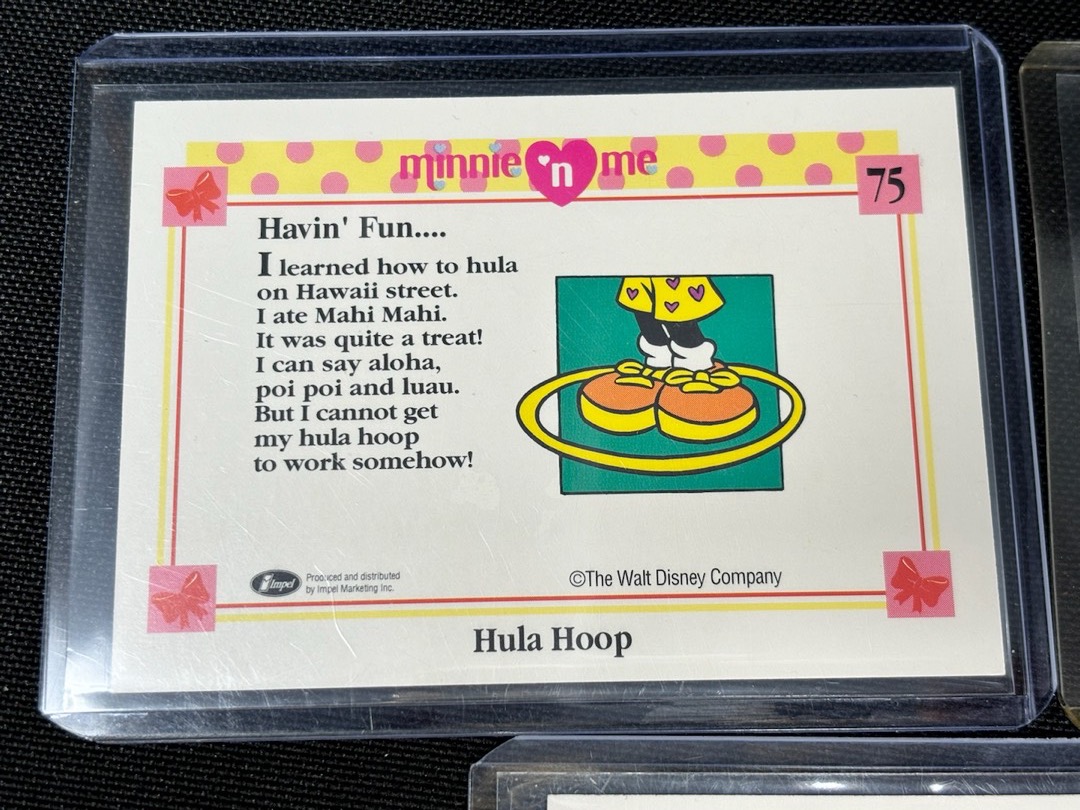 minnie 'n me
75
Havin' Fun....
I learned how to hula
on Hawaii street.
I ate Mahi Mahi.
It was quite a treat!
I can say aloha,
poi poi and luau.
But I cannot get
my hula hoop
to work somehow!
Impel
Produced and distributed
by Impel Marketing Inc.
©The Walt Disney Company
Hula Hoop